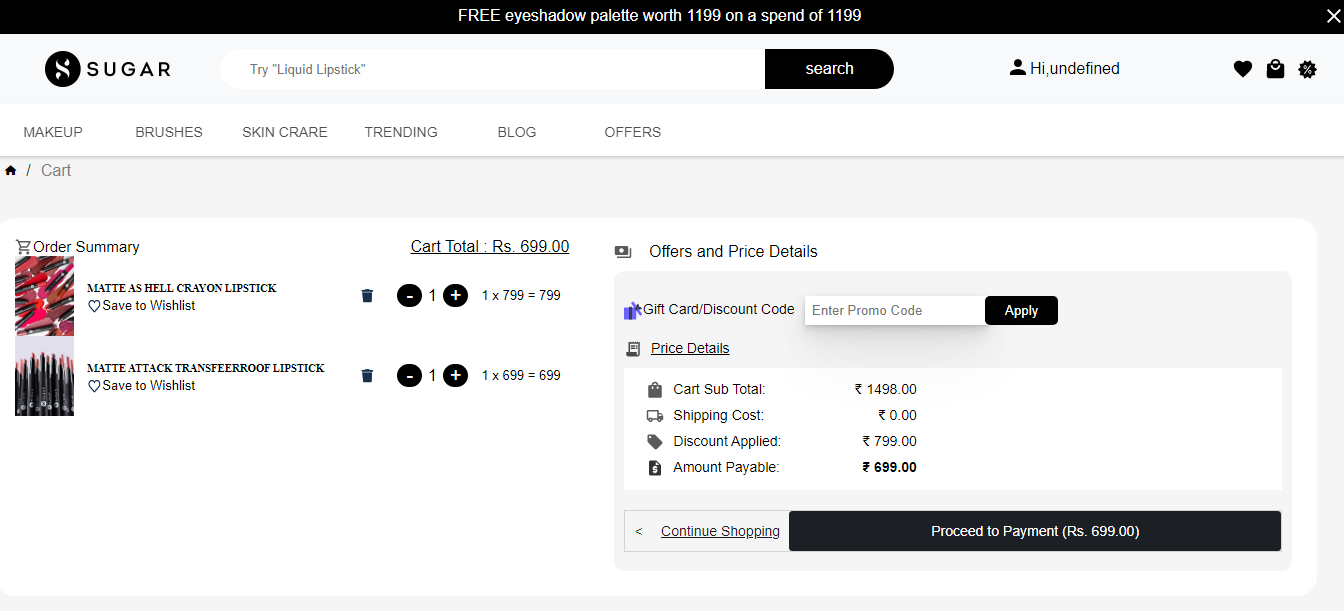 FREE eyeshadow palette worth 1199 on a spend of 1199
SUGAR
Try "Liquid Lipstick"
search
Hi,undefined
MAKEUP BRUSHES SKIN CRARE TRENDING BLOG OFFERS
/ Cart
Order Summary
Cart Total : Rs. 699.00
MATTE AS HELL CRAYON LIPSTICK
Save to Wishlist
- 1 + 1 x 799 = 799
MATTE ATTACK TRANSFEERROOF LIPSTICK
Save to Wishlist
- 1 + 1 x 699 = 699
Offers and Price Details
Gift Card/Discount Code
Enter Promo Code
Apply
Price Details
Cart Sub Total: ₹ 1498.00
Shipping Cost: ₹ 0.00
Discount Applied: ₹ 799.00
Amount Payable: ₹ 699.00
< Continue Shopping
Proceed to Payment (Rs. 699.00)